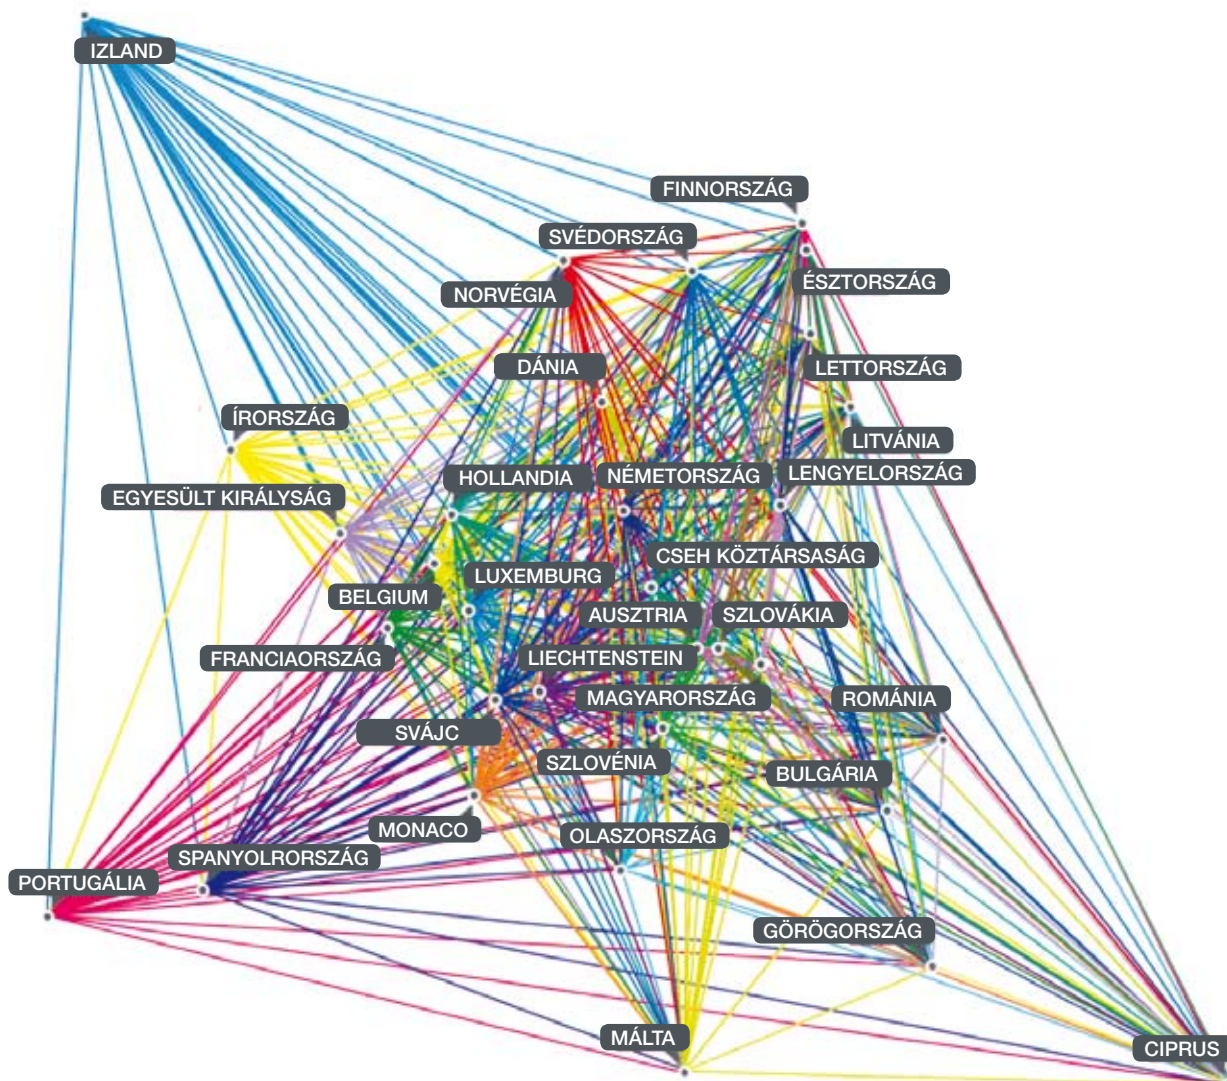 IZLAND
FINNORSZÁG
SVÉDORSZÁG
NORVÉGIA
ÉSZTORSZÁG
DÁNIA
LETTORSZÁG
ÍRORSZÁG
LITVÁNIA
HOLLANDIA
NÉMETORSZÁG
LENGYELORSZÁG
EGYESÜLT KIRÁLYSÁG
CSEH KÖZTÁRSASÁG
LUXEMBURG
BELGIUM
AUSZTRIA
SZLOVÁKIA
FRANCIAORSZÁG
LIECHTENSTEIN
MAGYARORSZÁG
ROMÁNIA
SVÁJC
SZLOVÉNIA
BULGÁRIA
MONACO
OLASZORSZÁG
SPANYOLRORSZÁG
PORTUGÁLIA
GÖRÖGORSZÁG
MÁLTA
CIPRUS